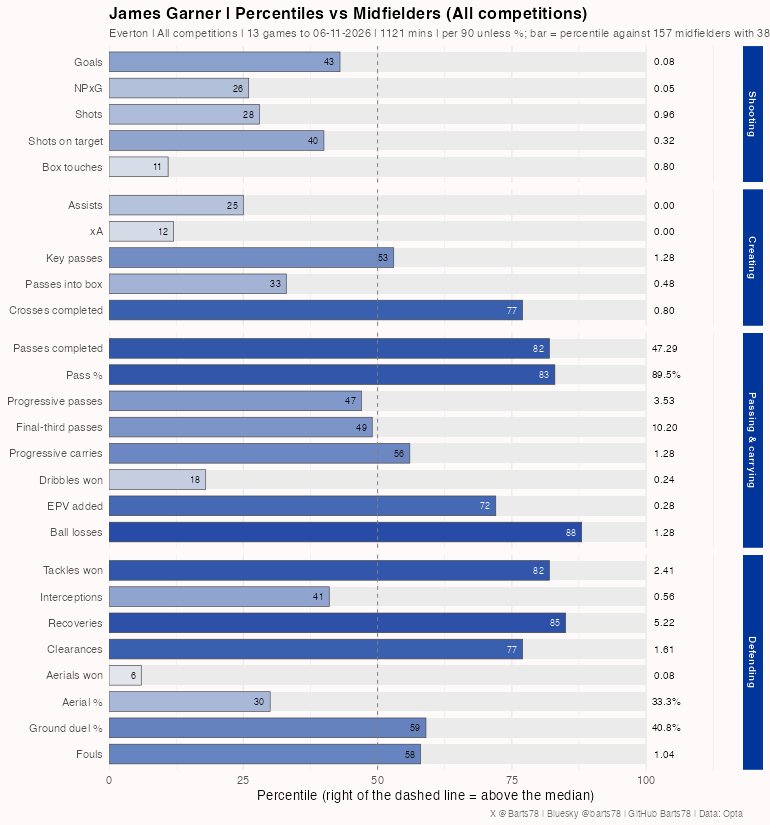 James Garner | Percentiles vs Midfielders (All competitions)
Everton | All competitions | 13 games to 06-11-2026 | 1121 mins | per 90 unless %; bar = percentile against 157 midfielders with 38
Goals 43 0.08
NPxG 26 0.05
Shots 28 0.96
Shots on target 40 0.32
Box touches 11 0.80
Shooting
Assists 25 0.00
xA 12 0.00
Key passes 53 1.28
Passes into box 33 0.48
Crosses completed 77 0.80
Creating
Passes completed 82 47.29
Pass % 83 89.5%
Progressive passes 47 3.53
Final-third passes 49 10.20
Progressive carries 56 1.28
Dribbles won 18 0.24
EPV added 72 0.28
Ball losses 88 1.28
Passing & carrying
Tackles won 82 2.41
Interceptions 41 0.56
Recoveries 85 5.22
Clearances 77 1.61
Aerials won 6 0.08
Aerial % 30 33.3%
Ground duel % 59 40.8%
Fouls 58 1.04
Defending
0 25 50 75 100
Percentile (right of the dashed line = above the median)
X @Barts78 | Bluesky @barts78 | GitHub Barts78 | Data: Opta